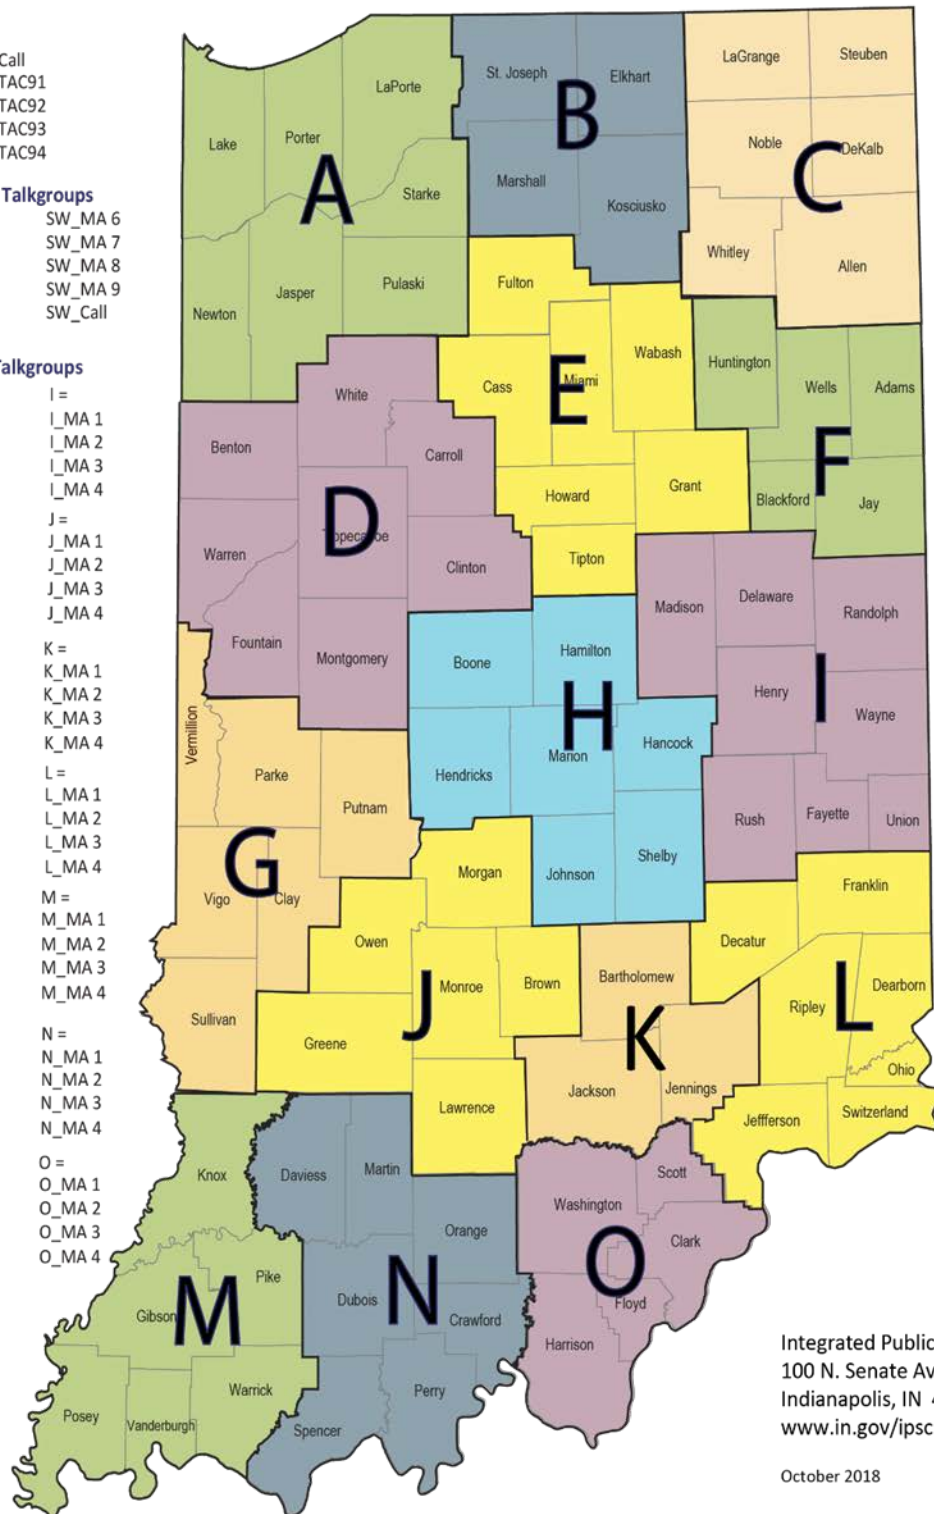 Call
TAC91
TAC92
TAC93
TAC94
Talkgroups
SW_MA 6
SW_MA 7
SW_MA 8
SW_MA 9
SW_Call
Talkgroups
I =
I_MA 1
I_MA 2
I_MA 3
I_MA 4
J =
J_MA 1
J_MA 2
J_MA 3
J_MA 4
K =
K_MA 1
K_MA 2
K_MA 3
K_MA 4
L =
L_MA 1
L_MA 2
L_MA 3
L_MA 4
M =
M_MA 1
M_MA 2
M_MA 3
M_MA 4
N =
N_MA 1
N_MA 2
N_MA 3
N_MA 4
O =
O_MA 1
O_MA 2
O_MA 3
O_MA 4
A
Lake
Porter
LaPorte
Starke
Newton
Jasper
Pulaski
B
St. Joseph
Elkhart
Marshall
Kosciusko
C
LaGrange
Steuben
Noble
DeKalb
Whitley
Allen
D
White
Benton
Carroll
Warren
Tippecanoe
Clinton
Fountain
Montgomery
E
Fulton
Cass
Miami
Wabash
Howard
Grant
Tipton
F
Huntington
Wells
Adams
Blackford
Jay
G
Vermillion
Parke
Putnam
Vigo
Clay
Sullivan
H
Boone
Hamilton
Hendricks
Marion
Hancock
Johnson
Shelby
I
Madison
Delaware
Randolph
Henry
Wayne
Rush
Fayette
Union
J
Morgan
Owen
Monroe
Brown
Greene
Lawrence
K
Bartholomew
Jackson
Jennings
L
Franklin
Decatur
Ripley
Dearborn
Ohio
Jeffferson
Switzerland
M
Knox
Gibson
Pike
Posey
Vanderburgh
Warrick
N
Daviess
Martin
Orange
Dubois
Crawford
Spencer
Perry
O
Washington
Scott
Clark
Floyd
Harrison
Integrated Public
100 N. Senate Av
Indianapolis, IN
www.in.gov/ipsc
October 2018